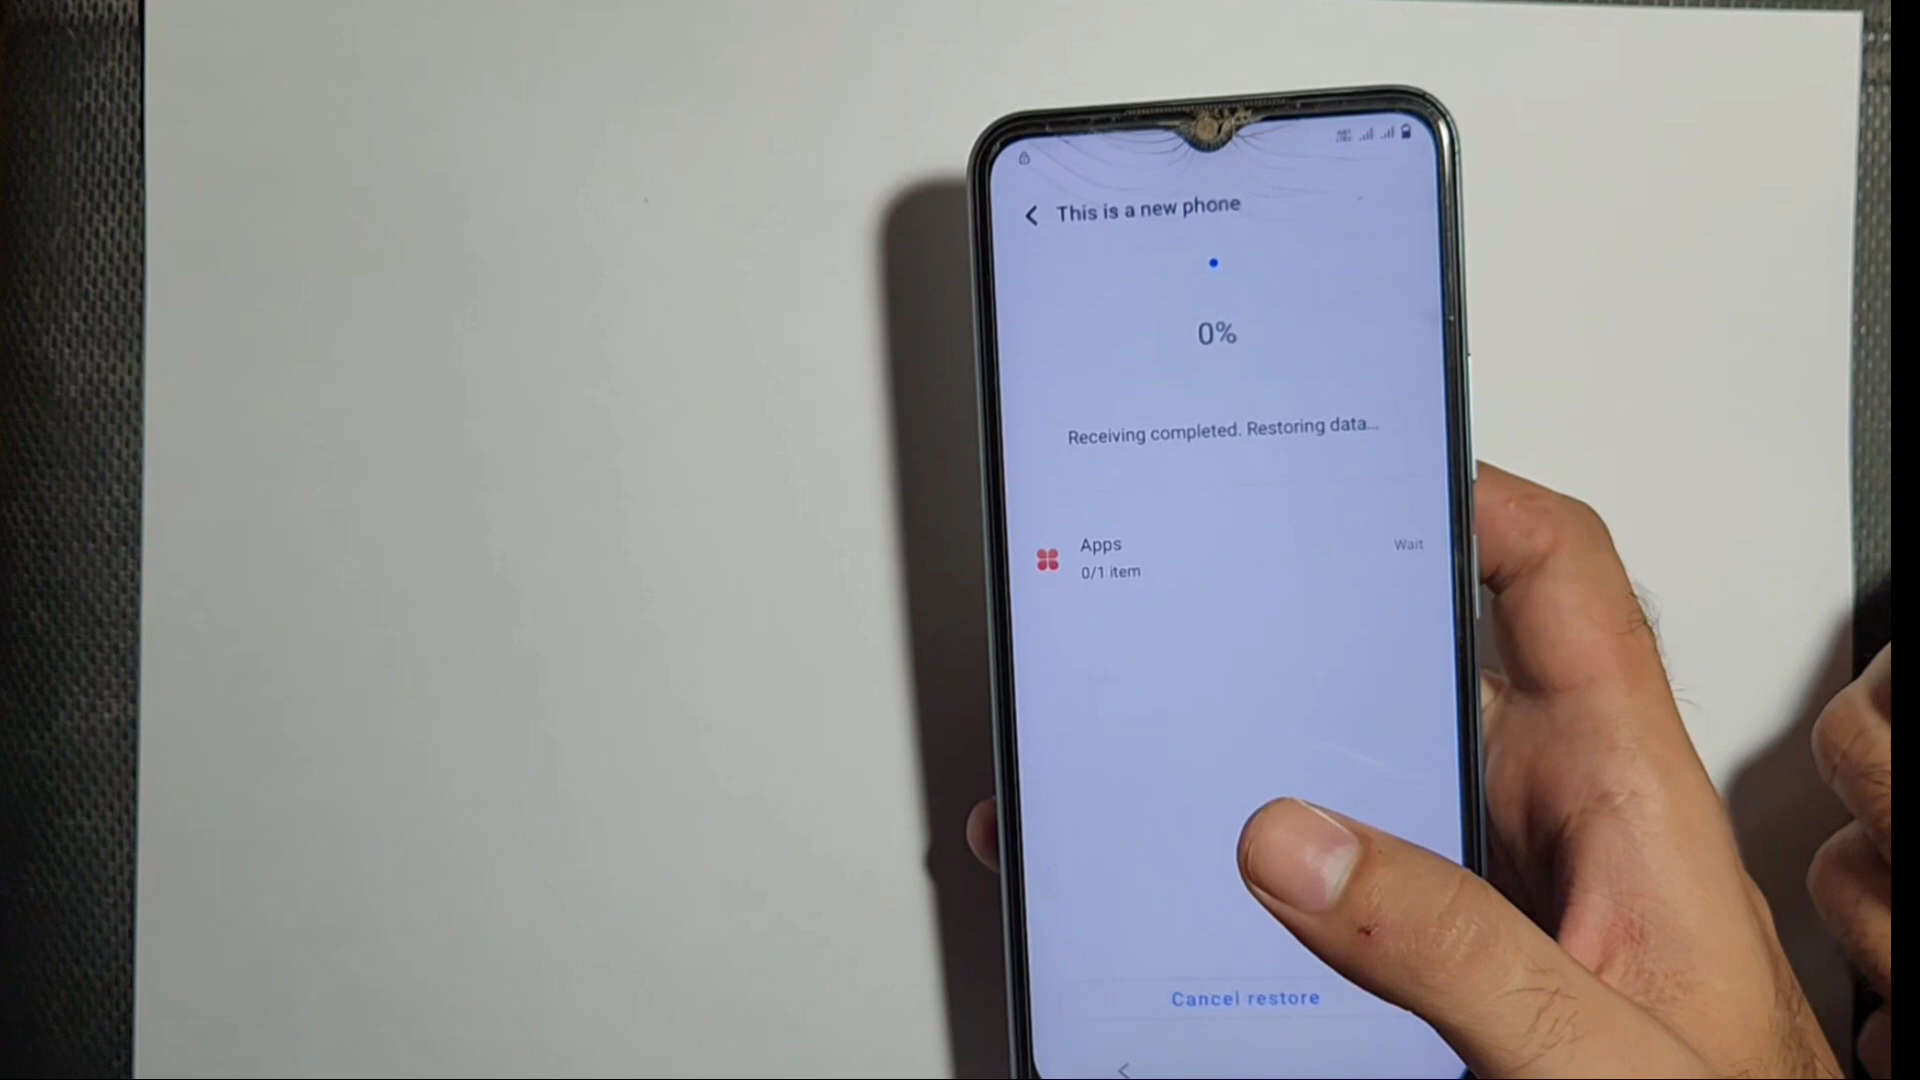 This is a new phone
0%
Receiving completed. Restoring data...
Apps
Wait
0/1 item
Cancel restore